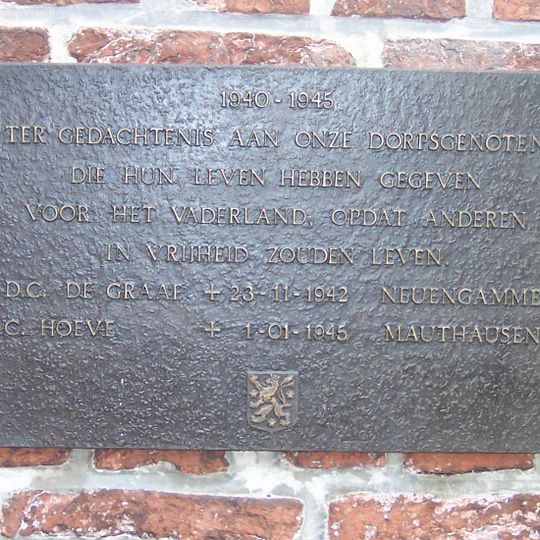 1940 - 1945
TER GEDACHTENIS AAN ONZE DORPSGENOTEN
DIE HUN LEVEN HEBBEN GEGEVEN
VOOR HET VADERLAND, OPDAT ANDEREN
IN VRIJHEID ZOUDEN LEVEN.
D.C. DE GRAAF + 23-11-1942 NEUENGAMME
C. HOEVE + 1-01-1945 MAUTHAUSEN